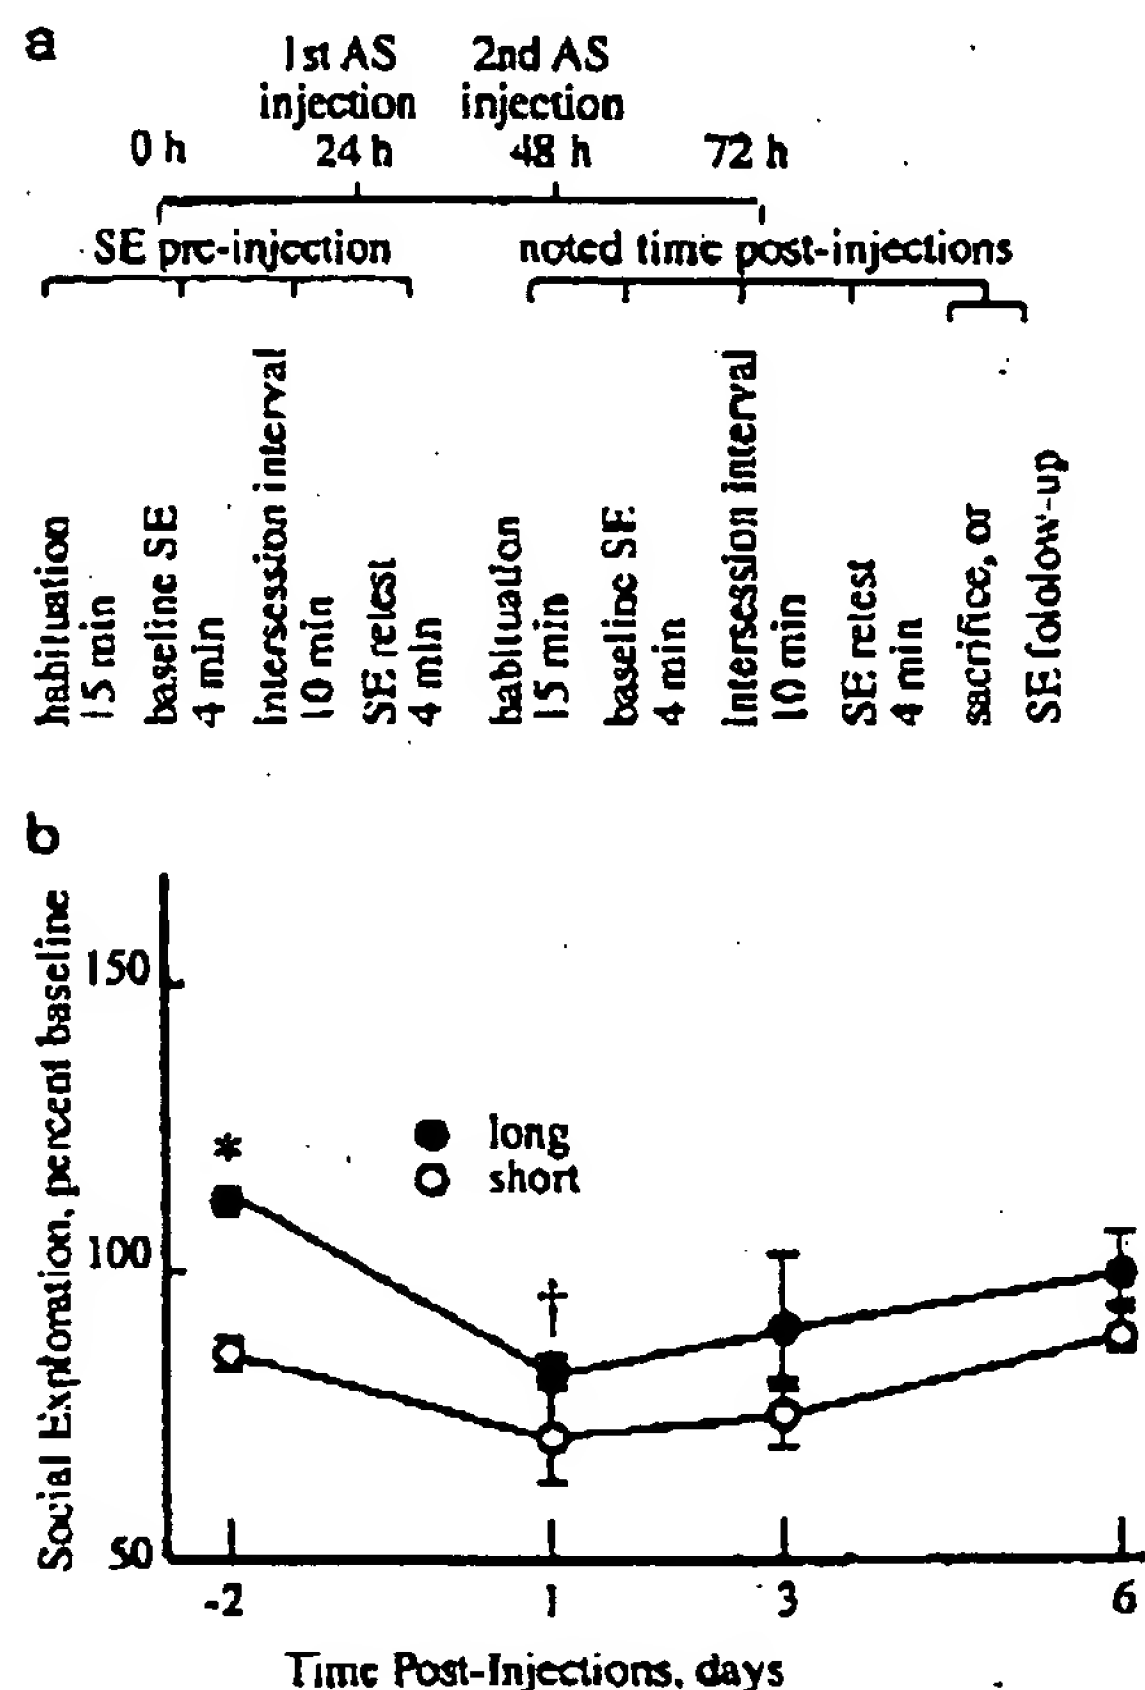 a
1st AS 2nd AS
injection injection
0 h 24 h 48 h 72 h
SE pre-injection noted time post-injections
habituation
15 min
baseline SE
4 min
intersession interval
10 min
SE retest
4 min
habituation
15 min
baseline SE
4 min
intersession interval
10 min
SE retest
4 min
sacrifice, or
SE fololow-up
b
Social Exploration, percent baseline
150
100
50
*
long
short
†
-2 1 3 6
Time Post-Injections, days